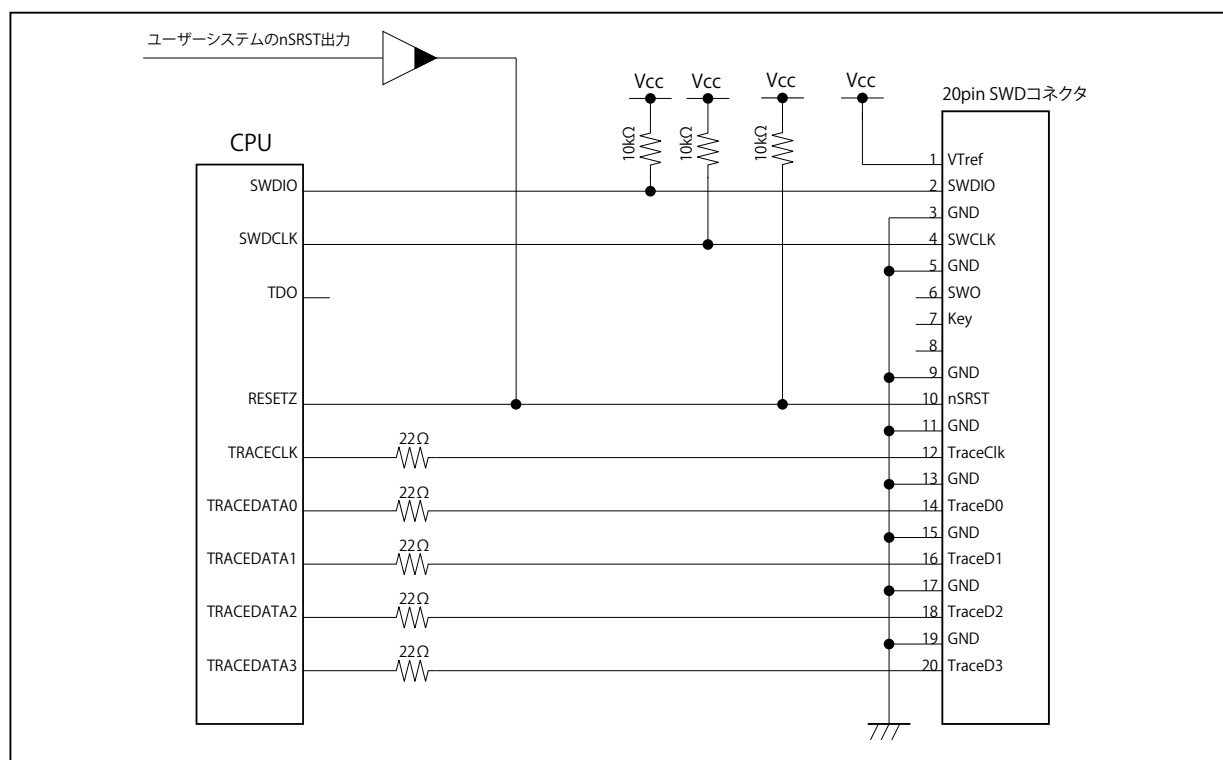 ユーザーシステムのnSRST出力
Vcc
Vcc
Vcc
Vcc
20pin SWDコネクタ
CPU
10kΩ
10kΩ
10kΩ
1 VTref
SWDIO
2 SWDIO
3 GND
SWDCLK
4 SWCLK
5 GND
TDO
6 SWO
7 Key
8
9 GND
RESETZ
10 nSRST
11 GND
TRACECLK
22Ω
12 TraceClk
13 GND
TRACEDATA0
22Ω
14 TraceD0
15 GND
TRACEDATA1
22Ω
16 TraceD1
17 GND
TRACEDATA2
22Ω
18 TraceD2
19 GND
TRACEDATA3
22Ω
20 TraceD3